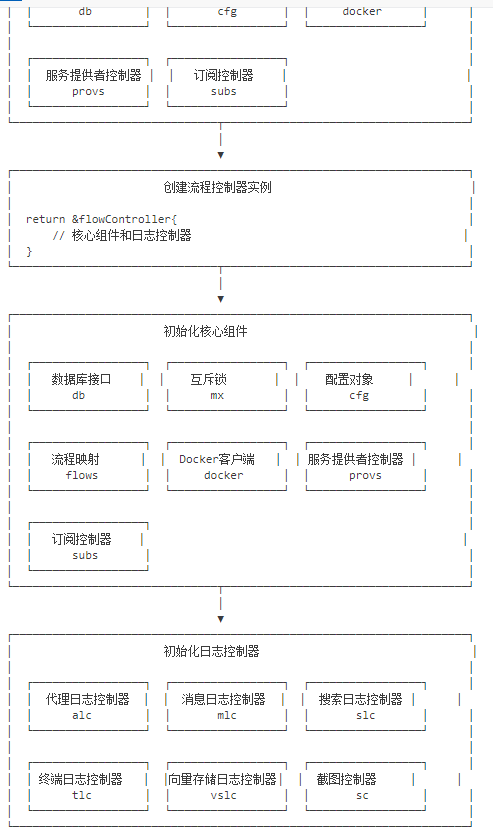 db cfg docker
服务提供者控制器 订阅控制器
provs subs
创建流程控制器实例
return &flowController{
// 核心组件和日志控制器
}
初始化核心组件
数据库接口 互斥锁 配置对象
db mx cfg
流程映射 Docker客户端 服务提供者控制器
flows docker provs
订阅控制器
subs
初始化日志控制器
代理日志控制器 消息日志控制器 搜索日志控制器
alc mlc slc
终端日志控制器 向量存储日志控制器 截图控制器
tlc vslc sc